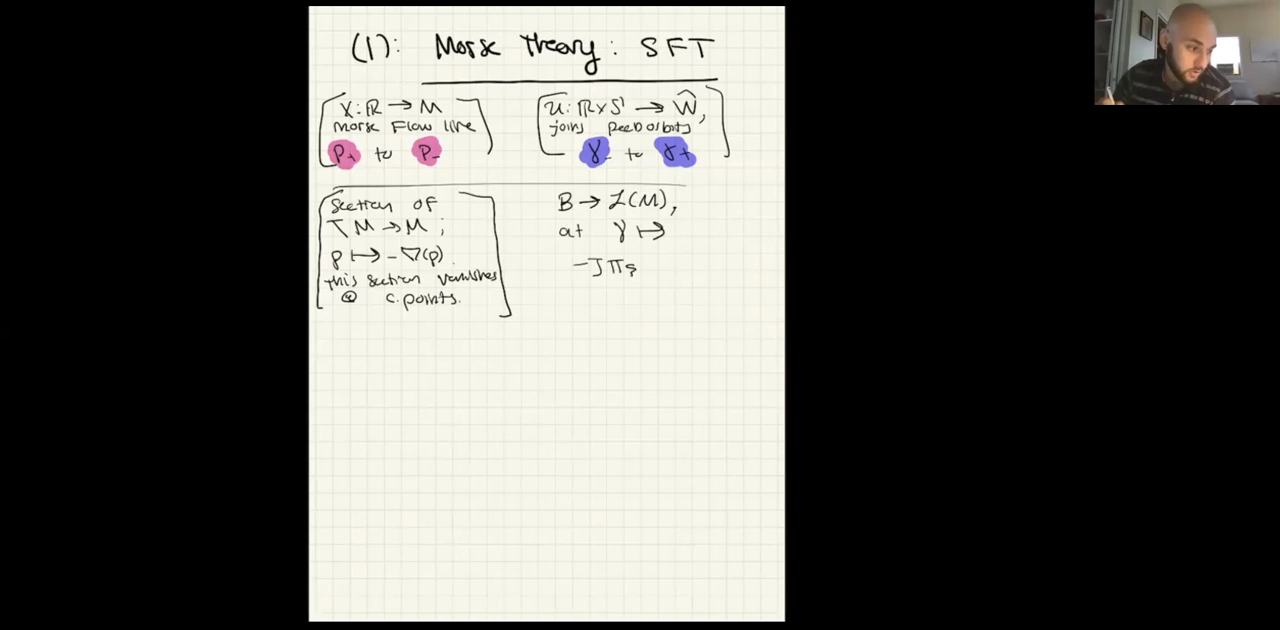 (1): Morse Theory: SFT
γ: ℝ → M
Morse Flow line
P₊ to P₋
u: ℝ×S¹ → Ŵ,
joins Reeb orbits
γ₋ to γ₊
Section of
TM → M ;
p ↦ -∇(p).
this section vanishes
@ c. points.
B → ℒ(M),
at γ ↦
-Jπ